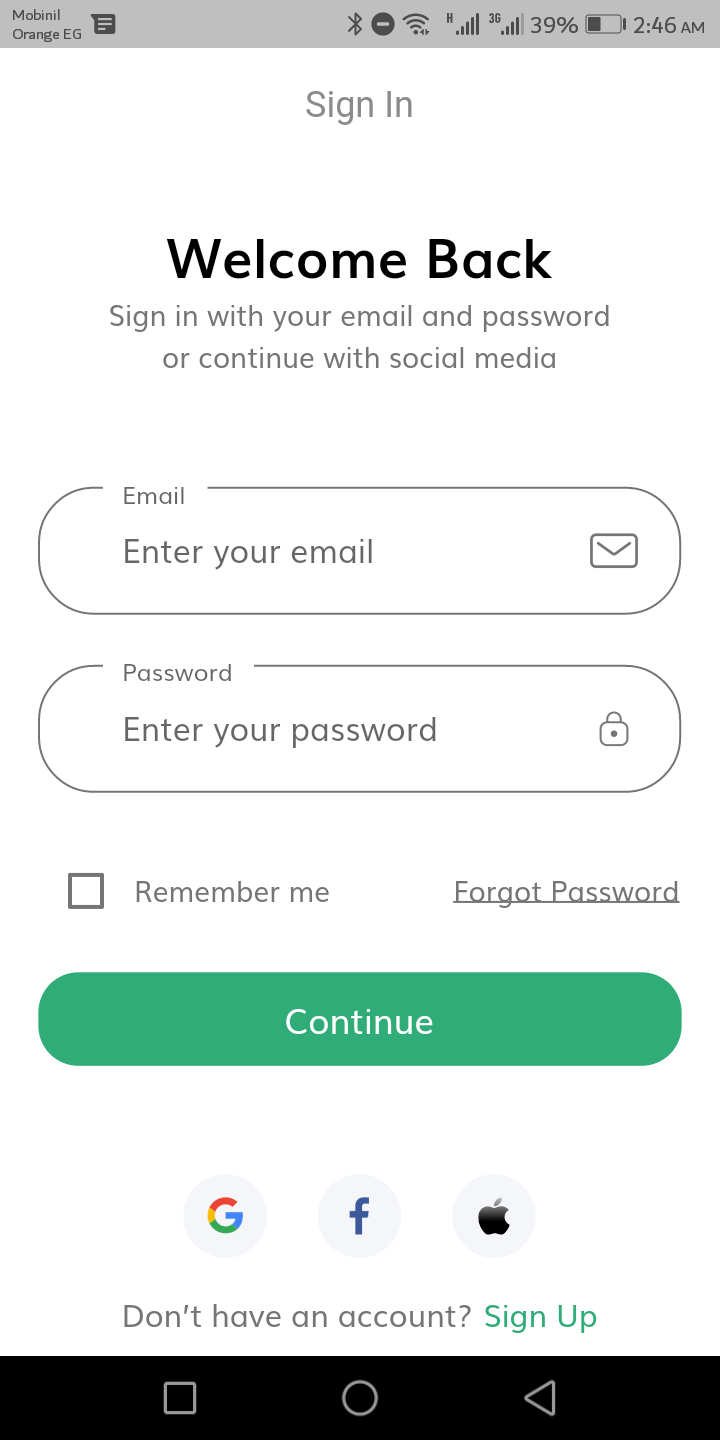 Mobinil
Orange EG
H 3G 39% 2:46 AM
Sign In
Welcome Back
Sign in with your email and password
or continue with social media
Email
Enter your email
Password
Enter your password
Remember me Forgot Password
Continue
Don't have an account? Sign Up